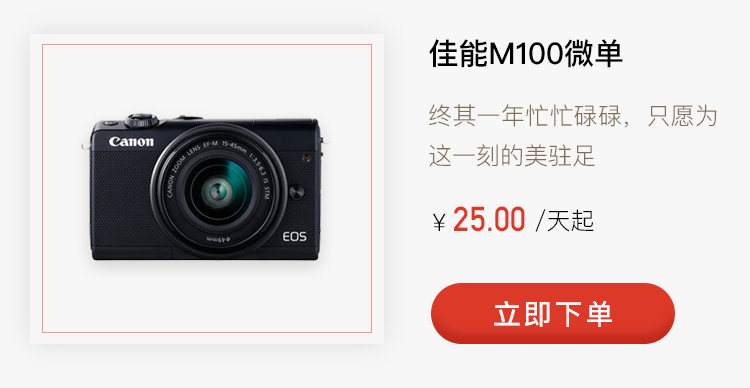 佳能M100微单
终其一年忙忙碌碌，只愿为
这一刻的美驻足
￥25.00 /天起
立即下单
Canon
CANON ZOOM LENS EF-M 15-45mm 1:3.5-6.3 IS STM
Φ49mm
EOS